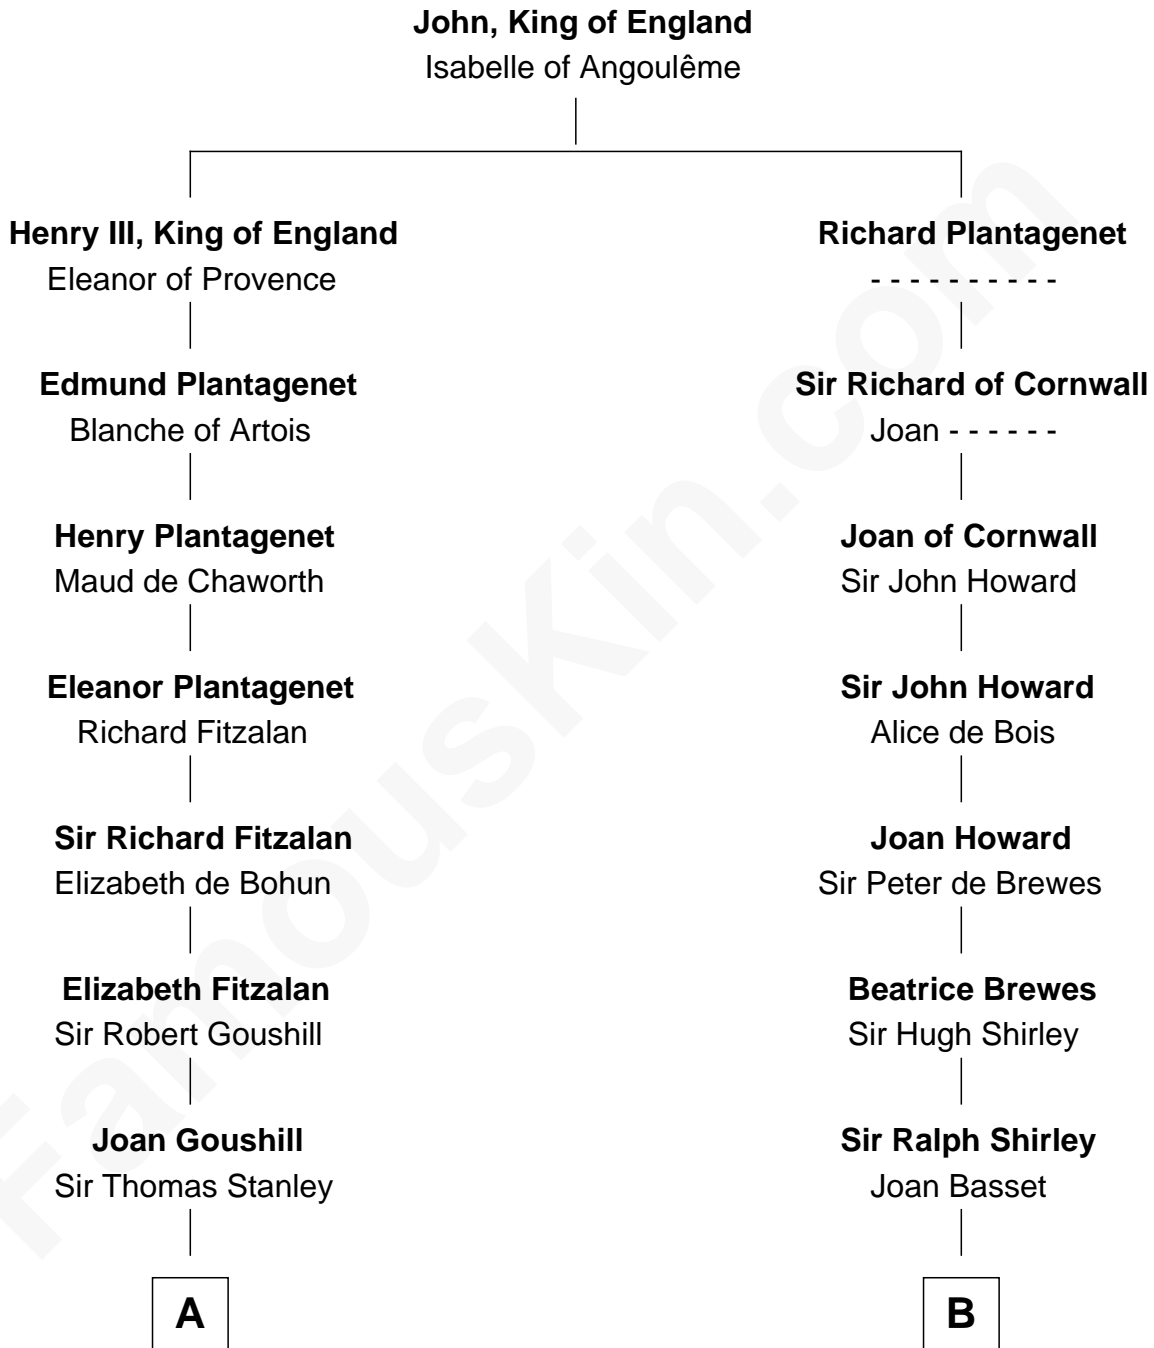 John, King of England
Isabelle of Angoulême
Henry III, King of England
Eleanor of Provence
Richard Plantagenet
- - - - - - - - - -
Edmund Plantagenet
Blanche of Artois
Sir Richard of Cornwall
Joan - - - - - -
Henry Plantagenet
Maud de Chaworth
Joan of Cornwall
Sir John Howard
Eleanor Plantagenet
Richard Fitzalan
Sir John Howard
Alice de Bois
Sir Richard Fitzalan
Elizabeth de Bohun
Joan Howard
Sir Peter de Brewes
Elizabeth Fitzalan
Sir Robert Goushill
Beatrice Brewes
Sir Hugh Shirley
Joan Goushill
Sir Thomas Stanley
Sir Ralph Shirley
Joan Basset
A
B
FamousKin.com